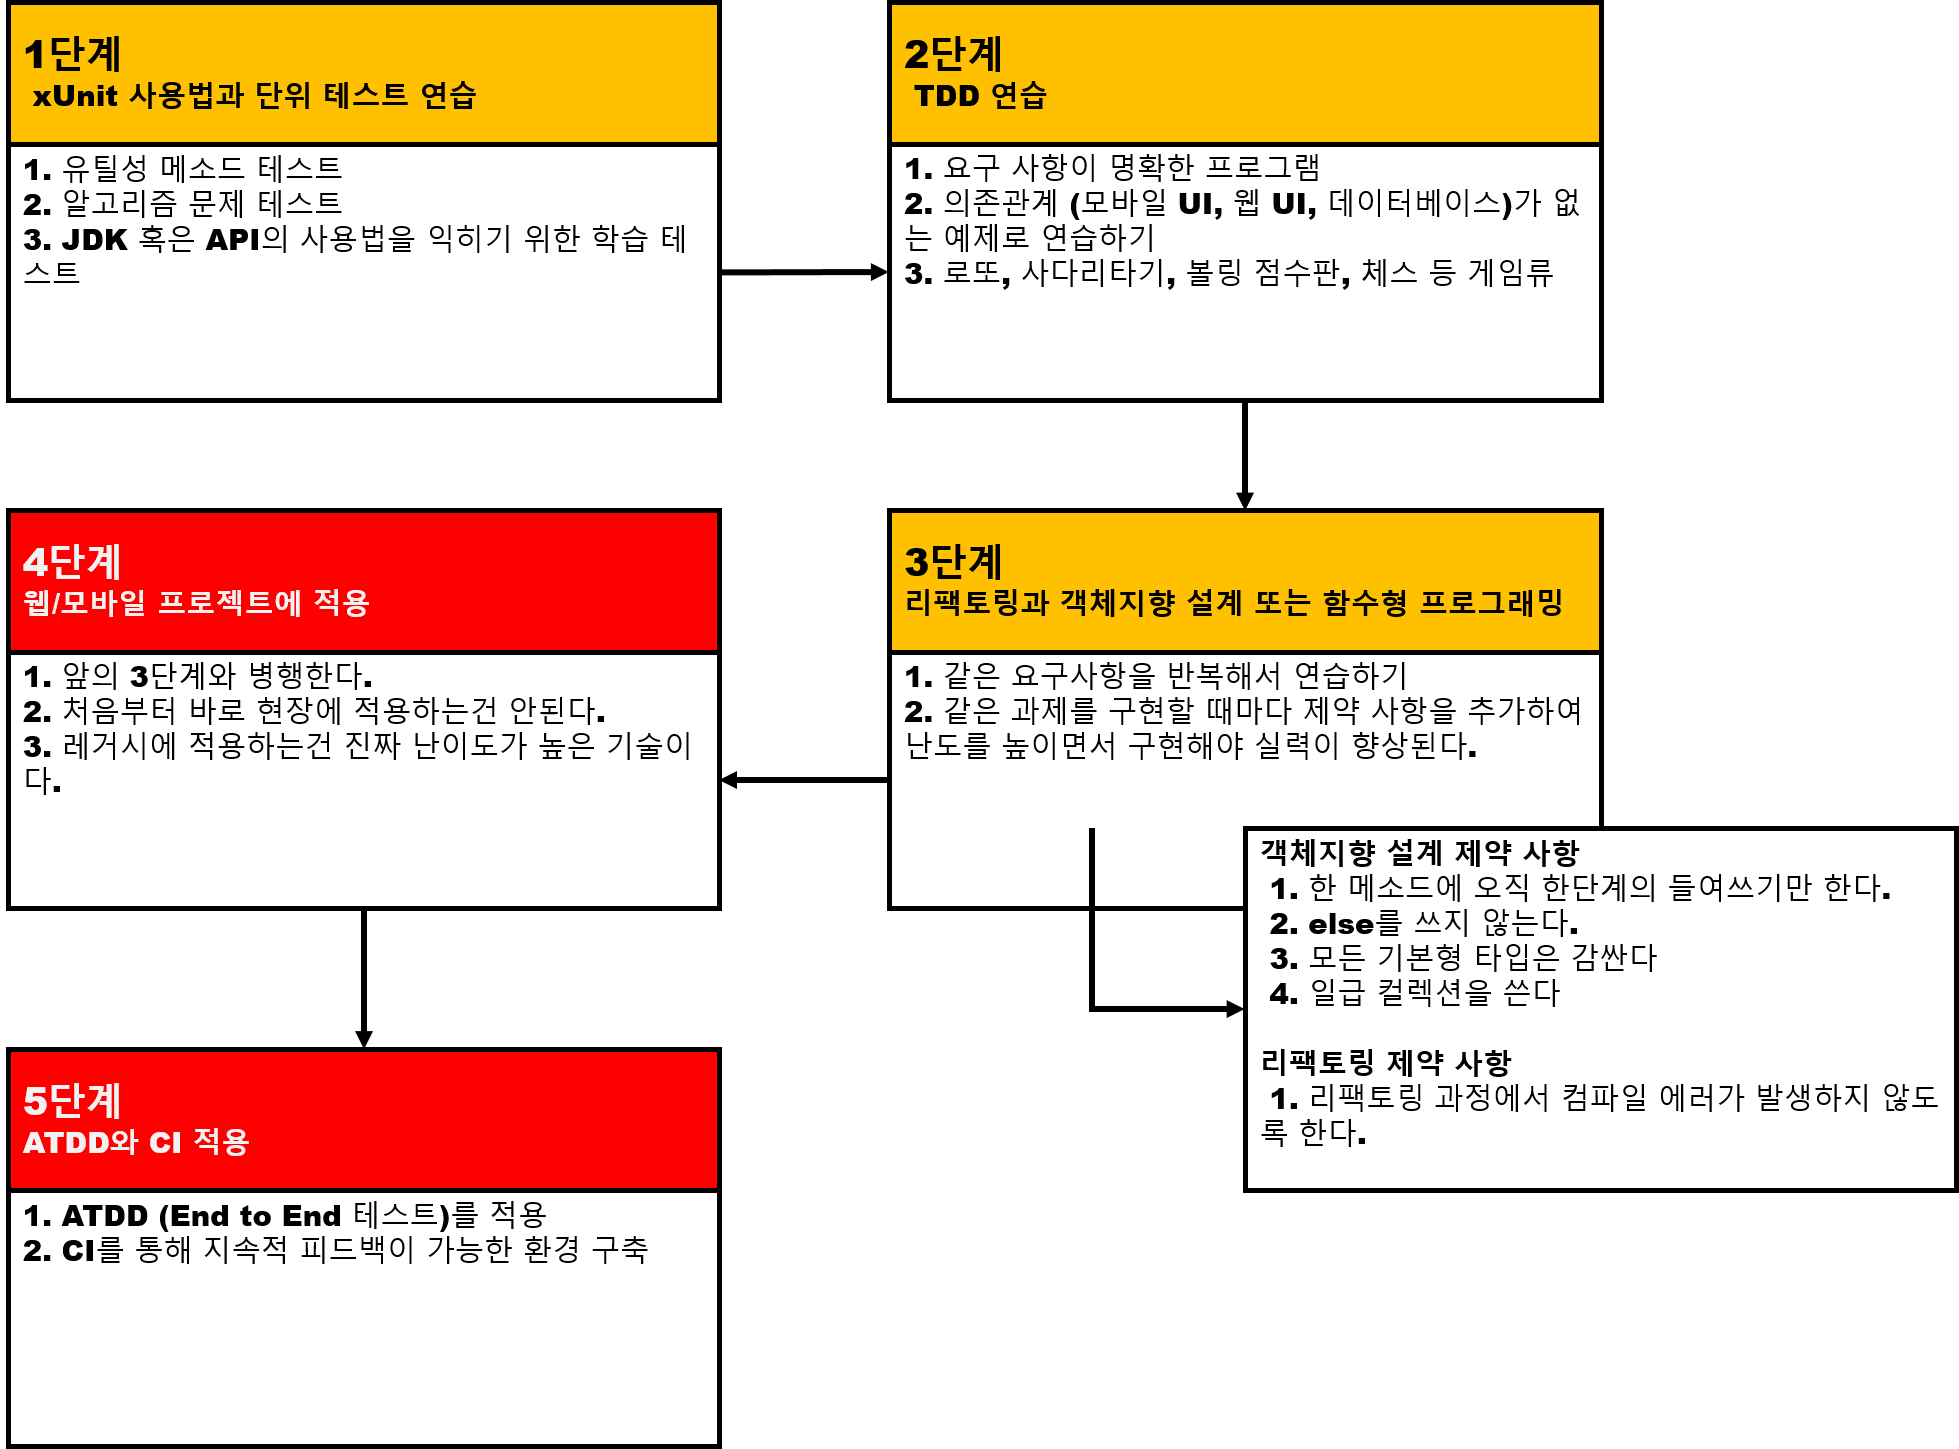 1단계
xUnit 사용법과 단위 테스트 연습
1. 유틸성 메소드 테스트
2. 알고리즘 문제 테스트
3. JDK 혹은 API의 사용법을 익히기 위한 학습 테
스트
2단계
TDD 연습
1. 요구 사항이 명확한 프로그램
2. 의존관계 (모바일 UI, 웹 UI, 데이터베이스)가 없
는 예제로 연습하기
3. 로또, 사다리타기, 볼링 점수판, 체스 등 게임류
3단계
리팩토링과 객체지향 설계 또는 함수형 프로그래밍
1. 같은 요구사항을 반복해서 연습하기
2. 같은 과제를 구현할 때마다 제약 사항을 추가하여
난도를 높이면서 구현해야 실력이 향상된다.
객체지향 설계 제약 사항
1. 한 메소드에 오직 한단계의 들여쓰기만 한다.
2. else를 쓰지 않는다.
3. 모든 기본형 타입은 감싼다
4. 일급 컬렉션을 쓴다
리팩토링 제약 사항
1. 리팩토링 과정에서 컴파일 에러가 발생하지 않도
록 한다.
4단계
웹/모바일 프로젝트에 적용
1. 앞의 3단계와 병행한다.
2. 처음부터 바로 현장에 적용하는건 안된다.
3. 레거시에 적용하는건 진짜 난이도가 높은 기술이
다.
5단계
ATDD와 CI 적용
1. ATDD (End to End 테스트)를 적용
2. CI를 통해 지속적 피드백이 가능한 환경 구축